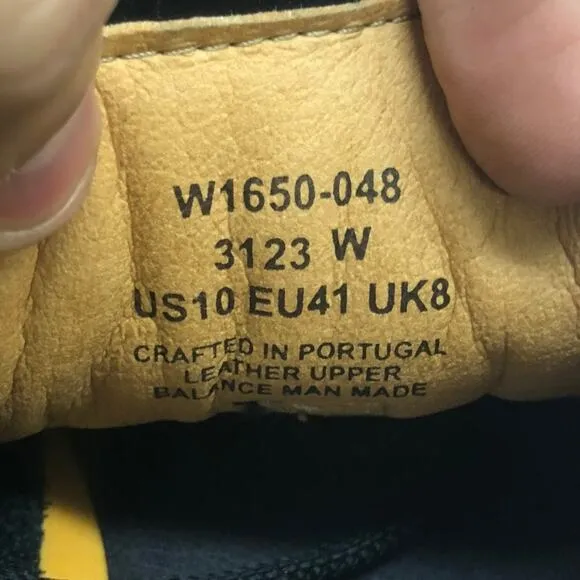 W1650-048
3123 W
US10 EU41 UK8
CRAFTED IN PORTUGAL
LEATHER UPPER
BALANCE MAN MADE